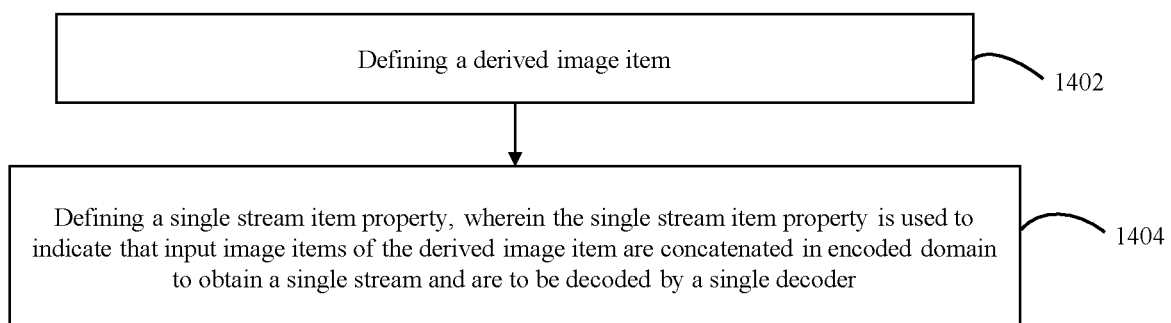 Defining a derived image item
1402
Defining a single stream item property, wherein the single stream item property is used to
indicate that input image items of the derived image item are concatenated in encoded domain
to obtain a single stream and are to be decoded by a single decoder
1404